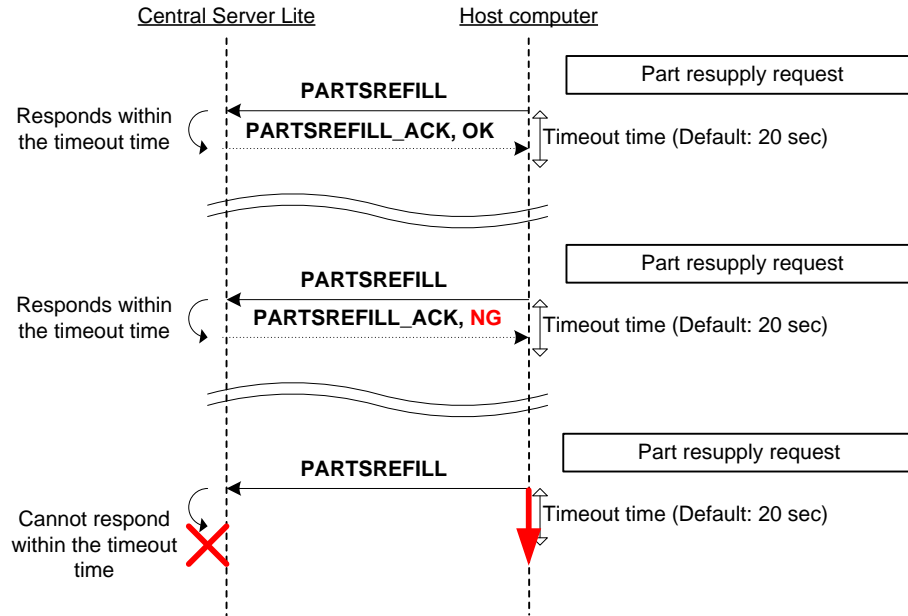 Central Server Lite
Host computer
Part resupply request
PARTSREFILL
Responds within
the timeout time
PARTSREFILL_ACK, OK
Timeout time (Default: 20 sec)
Part resupply request
PARTSREFILL
Responds within
the timeout time
PARTSREFILL_ACK, NG
Timeout time (Default: 20 sec)
Part resupply request
PARTSREFILL
Timeout time (Default: 20 sec)
Cannot respond
within the timeout
time